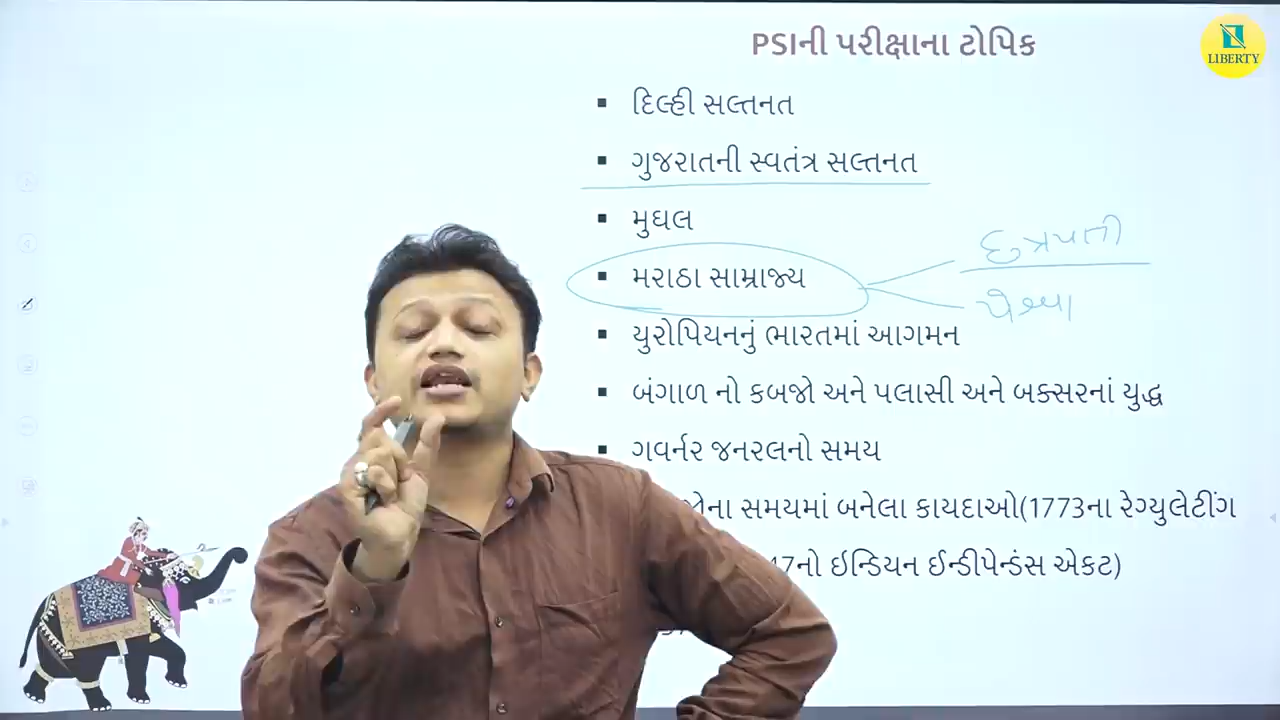 PSIની પરીક્ષાના ટોપિક
LIBERTY
▪ દિલ્હી સલ્તનત
▪ ગુજરાતની સ્વતંત્ર સલ્તનત
▪ મુઘલ
છત્રપતી
▪ મરાઠા સામ્રાજ્ય
પેશ્વા
▪ યુરોપિયનનું ભારતમાં આગમન
▪ બંગાળ નો કબજો અને પલાસી અને બક્સરનાં યુદ્ધ
▪ ગવર્નર જનરલનો સમય
સમયમાં બનેલા કાયદાઓ(1773ના રેગ્યુલેટીંગ
ઇન્ડિયન ઈન્ડીપેન્ડંસ એકટ)